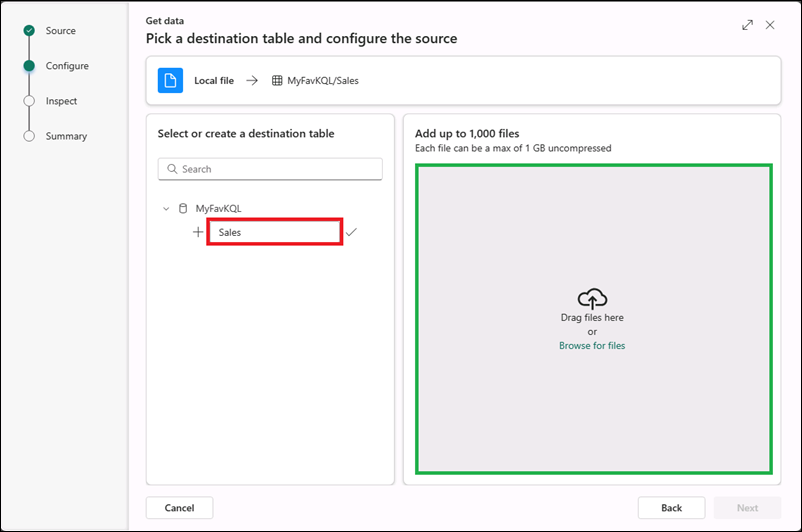 Source
Configure
Inspect
Summary
Get data
Pick a destination table and configure the source
Local file
MyFavKQL/Sales
Select or create a destination table
Search
MyFavKQL
Sales
Add up to 1,000 files
Each file can be a max of 1 GB uncompressed
Drag files here
or
Browse for files
Cancel
Back
Next